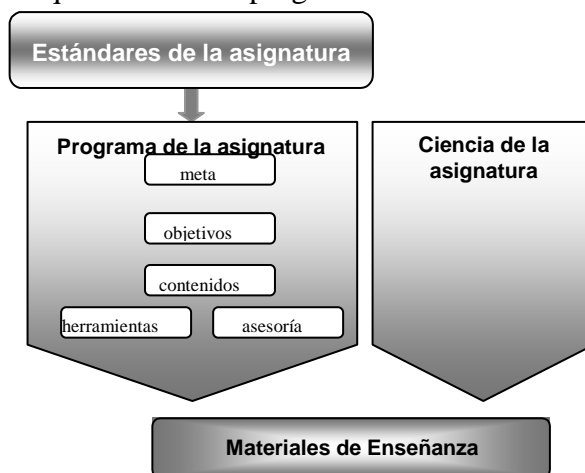 Estándares de la asignatura
Programa de la asignatura
meta
objetivos
contenidos
herramientas
asesoría
Ciencia de la
asignatura
Materiales de Enseñanza